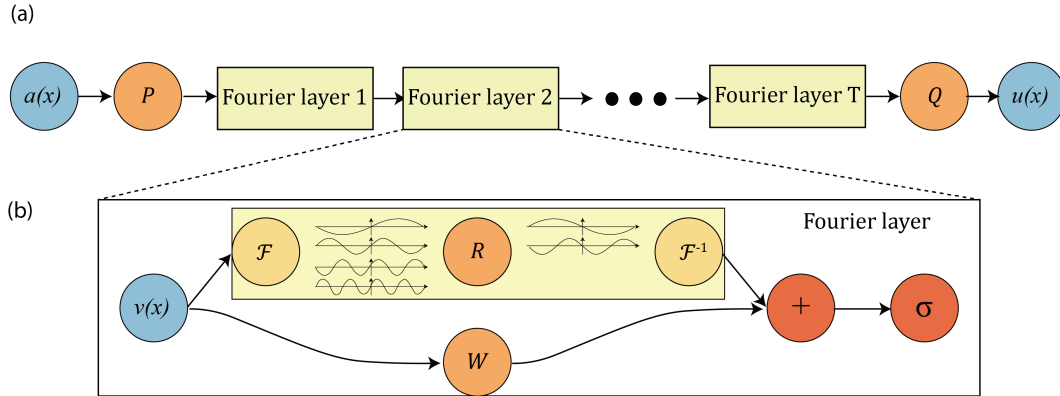 (a)
a(x) P Fourier layer 1 Fourier layer 2 ••• Fourier layer T Q u(x)
(b)
Fourier layer
ℱ R ℱ⁻¹
v(x) + σ
W